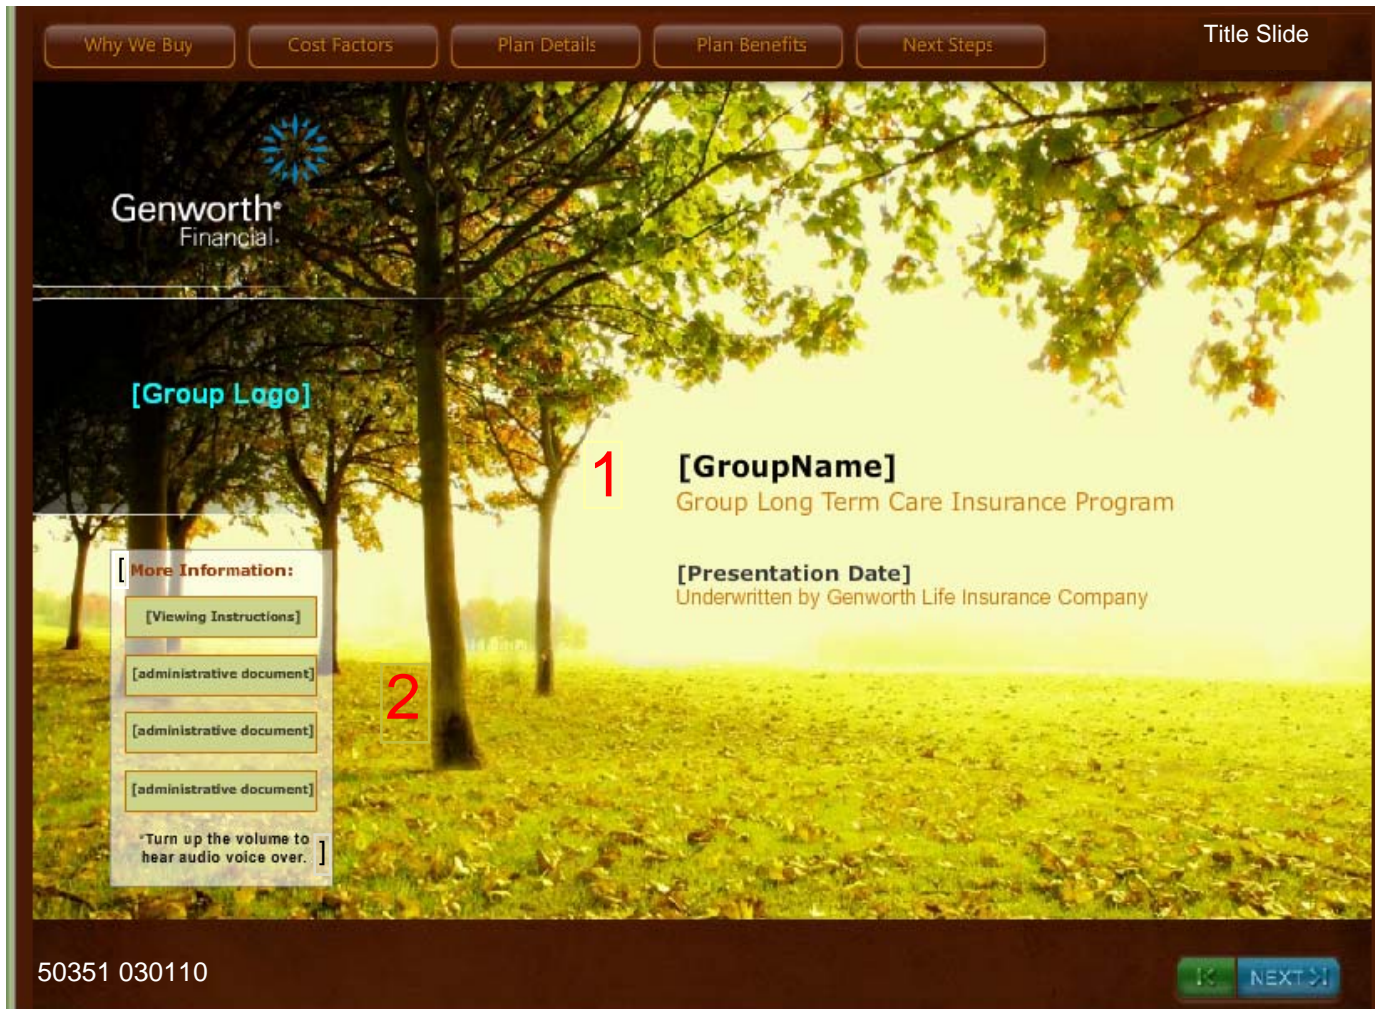 Why We Buy
Cost Factors
Plan Details
Plan Benefits
Next Steps
Title Slide
Genworth®
Financial
[Group Logo]
1
[GroupName]
Group Long Term Care Insurance Program
[Presentation Date]
Underwritten by Genworth Life Insurance Company
[More Information:
[Viewing Instructions]
[administrative document]
2
[administrative document]
[administrative document]
*Turn up the volume to
hear audio voice over. ]
50351 030110
NEXT